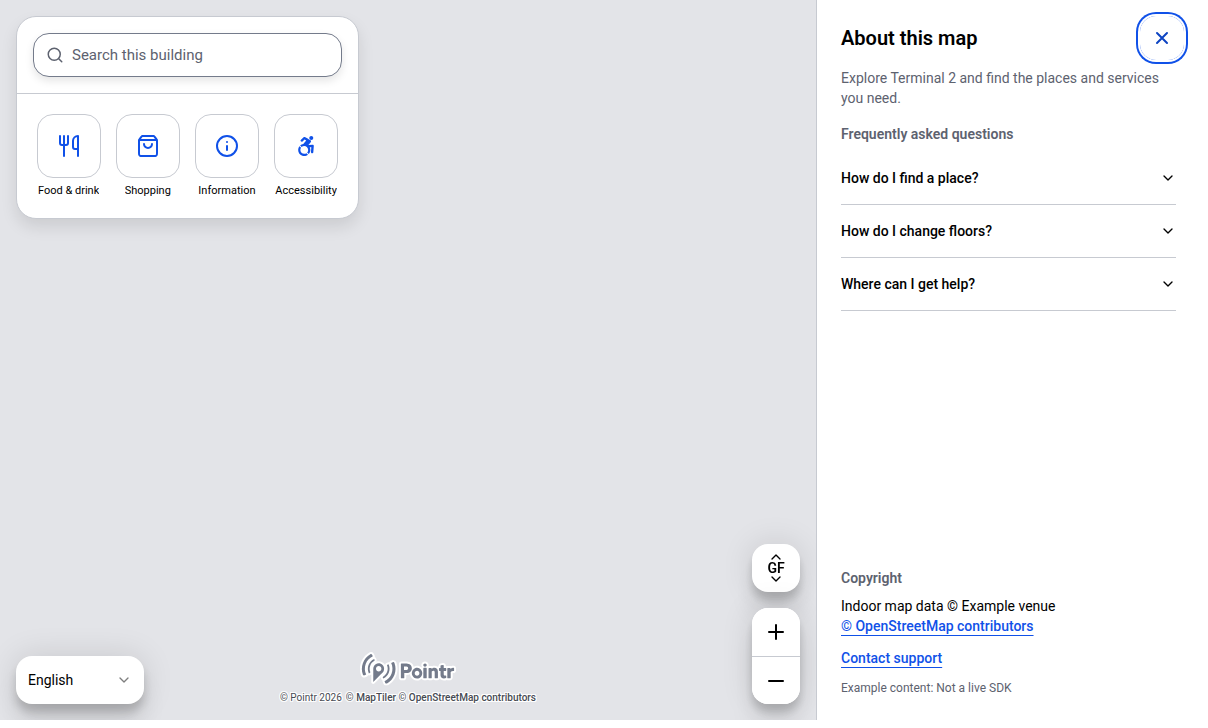 Search this building
Food & drink
Shopping
Information
Accessibility
English
Pointr
© Pointr 2026 © MapTiler © OpenStreetMap contributors
GF
About this map
Explore Terminal 2 and find the places and services
you need.
Frequently asked questions
How do I find a place?
How do I change floors?
Where can I get help?
Copyright
Indoor map data © Example venue
© OpenStreetMap contributors
Contact support
Example content: Not a live SDK